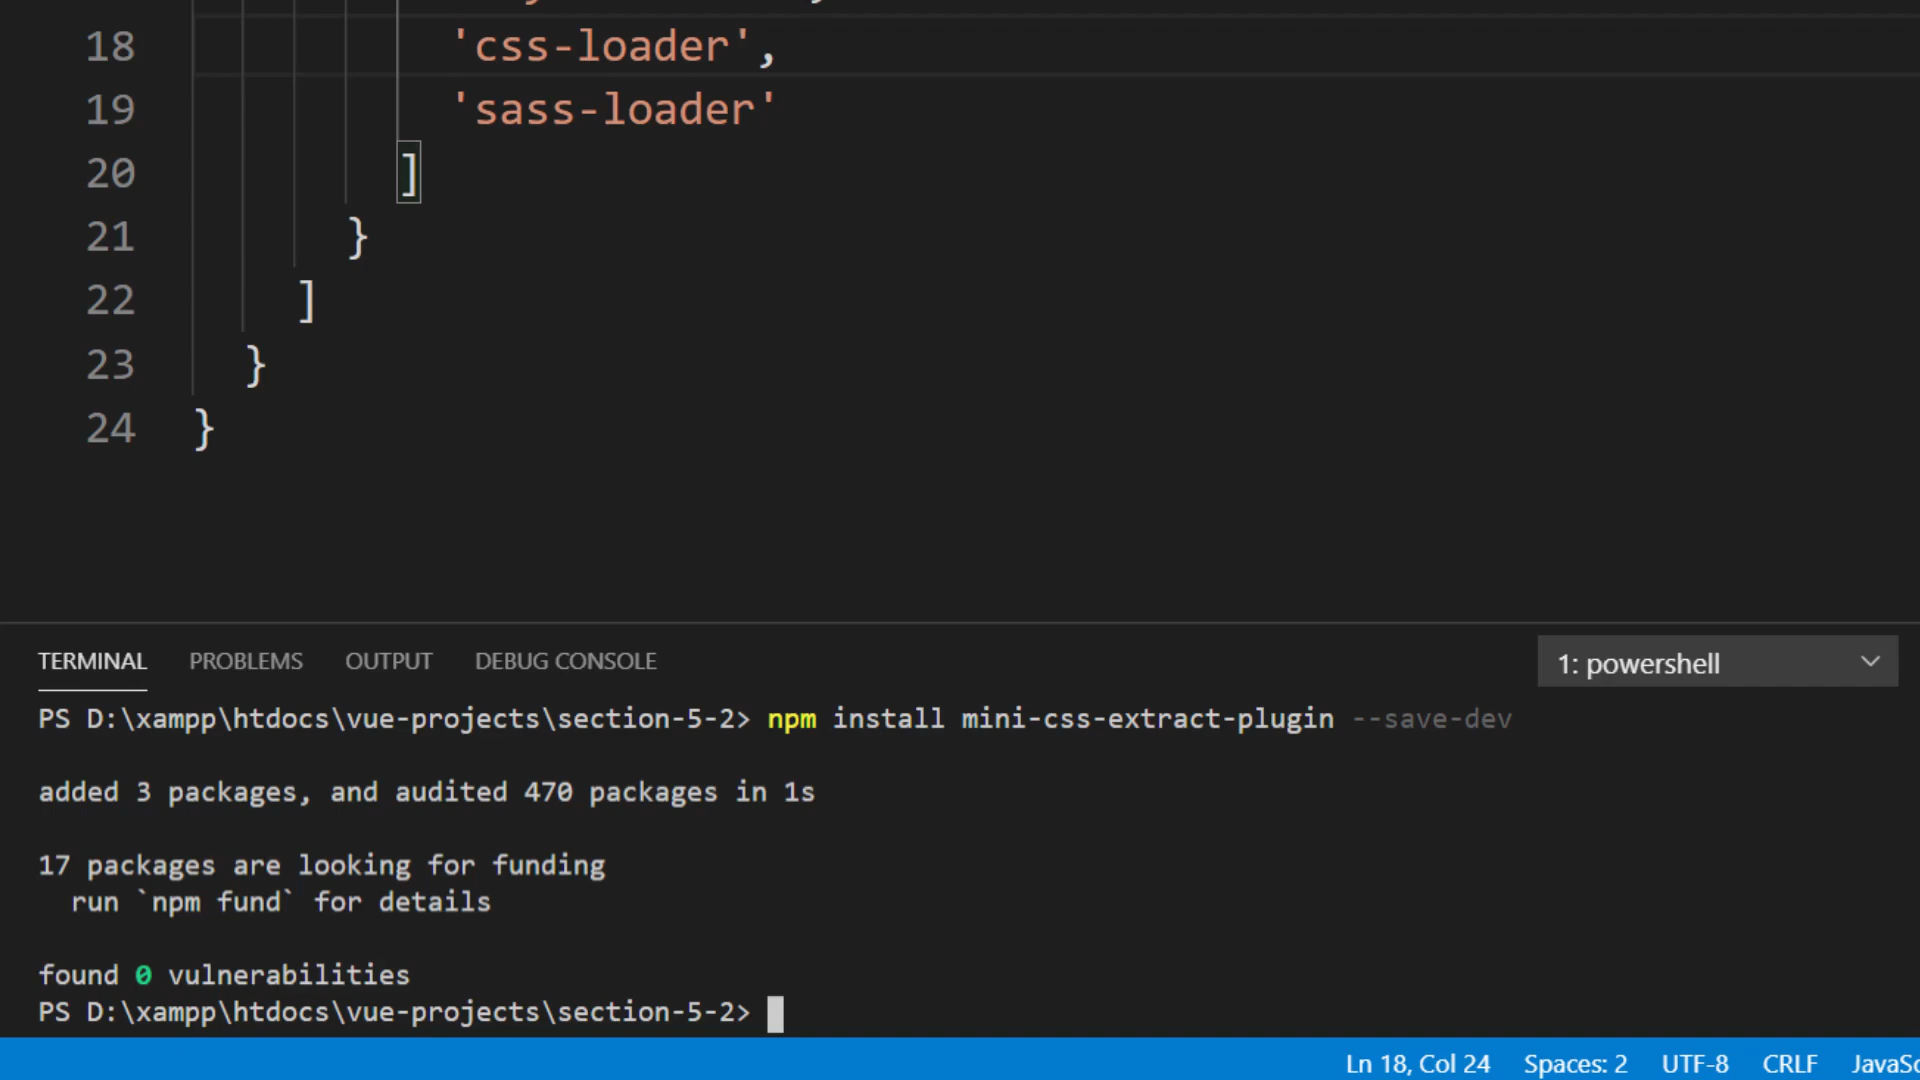 18 'css-loader',
19 'sass-loader'
20 ]
21 }
22 ]
23 }
24 }
TERMINAL PROBLEMS OUTPUT DEBUG CONSOLE 1: powershell
PS D:\xampp\htdocs\vue-projects\section-5-2> npm install mini-css-extract-plugin --save-dev
added 3 packages, and audited 470 packages in 1s
17 packages are looking for funding
run `npm fund` for details
found 0 vulnerabilities
PS D:\xampp\htdocs\vue-projects\section-5-2>
Ln 18, Col 24 Spaces: 2 UTF-8 CRLF JavaSc